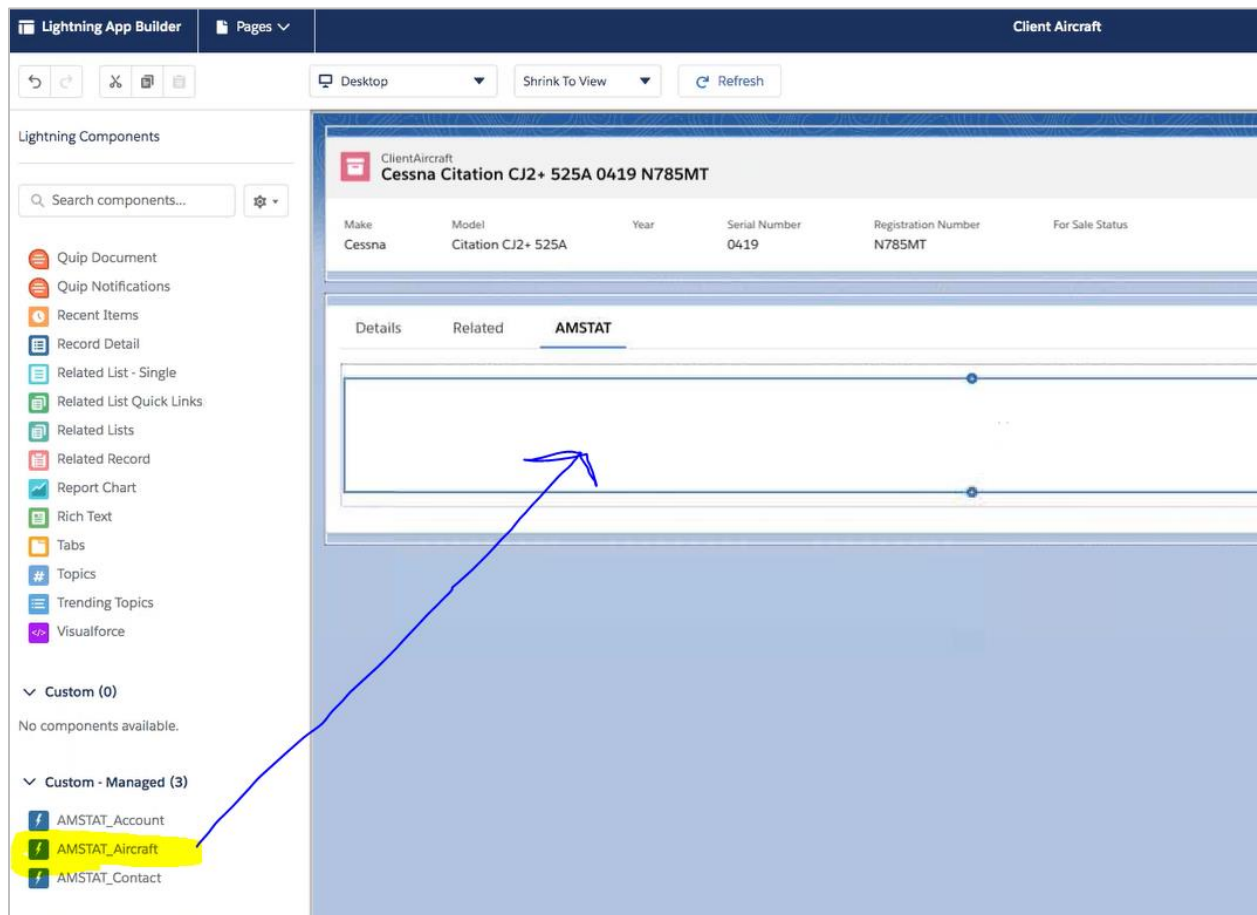 Lightning App Builder
Pages
Client Aircraft
Desktop
Shrink To View
Refresh
Lightning Components
Search components...
Quip Document
Quip Notifications
Recent Items
Record Detail
Related List - Single
Related List Quick Links
Related Lists
Related Record
Report Chart
Rich Text
Tabs
Topics
Trending Topics
Visualforce
Custom (0)
No components available.
Custom - Managed (3)
AMSTAT_Account
AMSTAT_Aircraft
AMSTAT_Contact
ClientAircraft
Cessna Citation CJ2+ 525A 0419 N785MT
Make Model Year Serial Number Registration Number For Sale Status
Cessna Citation CJ2+ 525A 0419 N785MT
Details Related AMSTAT